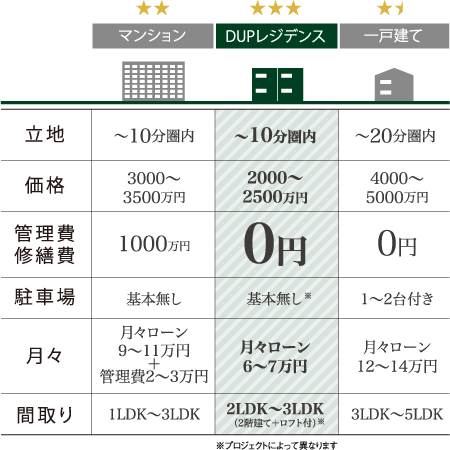 マンション DUPレジデンス 一戸建て
立地 〜10分圏内 〜10分圏内 〜20分圏内
価格 3000〜 2000〜 4000〜
3500万円 2500万円 5000万円
管理費 1000万円 0円 0円
修繕費
駐車場 基本無し 基本無し※ 1〜2台付き
月々 月々ローン 月々ローン 月々ローン
9〜11万円 6〜7万円 12〜14万円
+
管理費2〜3万円
間取り 1LDK〜3LDK 2LDK〜3LDK 3LDK〜5LDK
(2階建て+ロフト付)※
※プロジェクトによって異なります